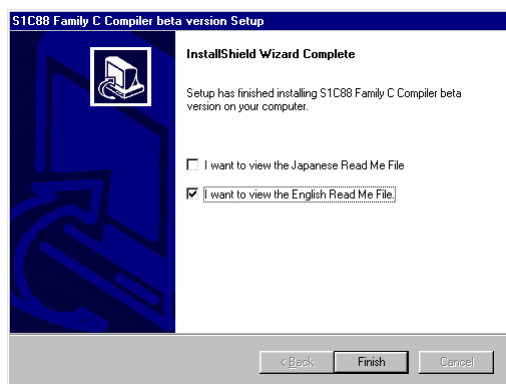 S1C88 Family C Compiler beta version Setup
InstallShield Wizard Complete
Setup has finished installing S1C88 Family C Compiler beta
version on your computer.
I want to view the Japanese Read Me File
I want to view the English Read Me File.
< Back
Finish
Cancel